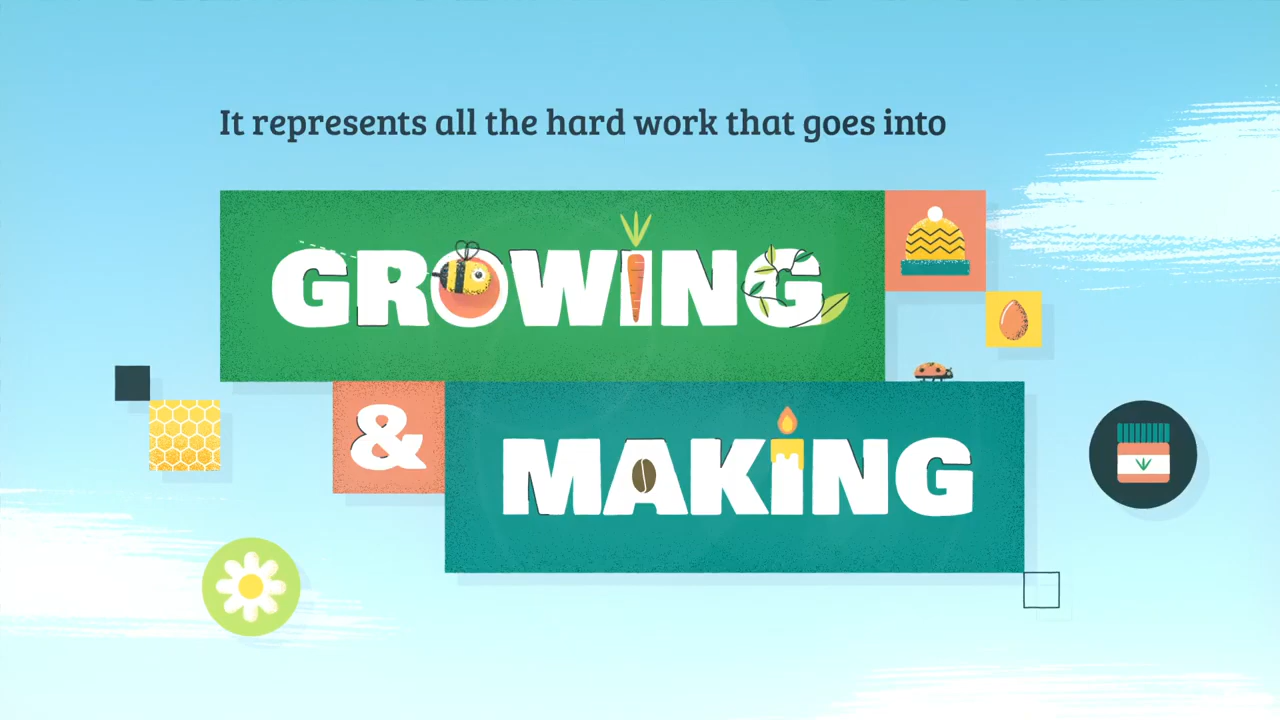 It represents all the hard work that goes into
GROWING
& MAKING